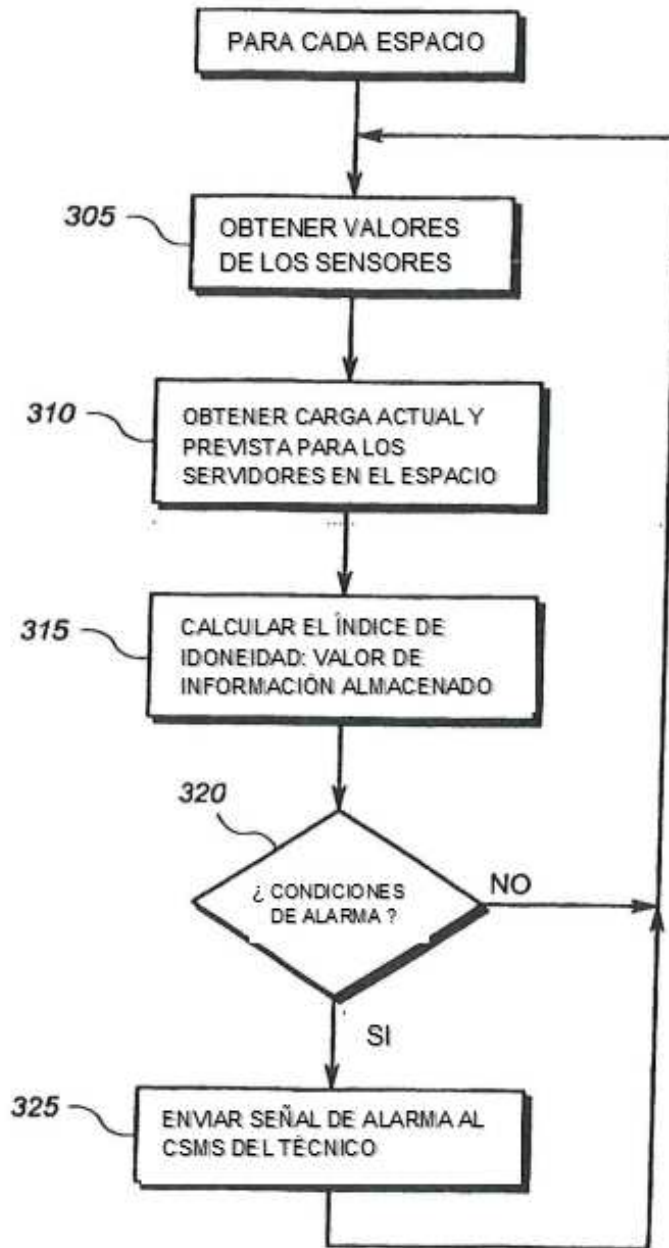 PARA CADA ESPACIO
305
OBTENER VALORES
DE LOS SENSORES
310
OBTENER CARGA ACTUAL Y
PREVISTA PARA LOS
SERVIDORES EN EL ESPACIO
315
CALCULAR EL ÍNDICE DE
IDONEIDAD: VALOR DE
INFORMACIÓN ALMACENADO
320
¿ CONDICIONES
DE ALARMA ?
NO
SI
325
ENVIAR SEÑAL DE ALARMA AL
CSMS DEL TÉCNICO